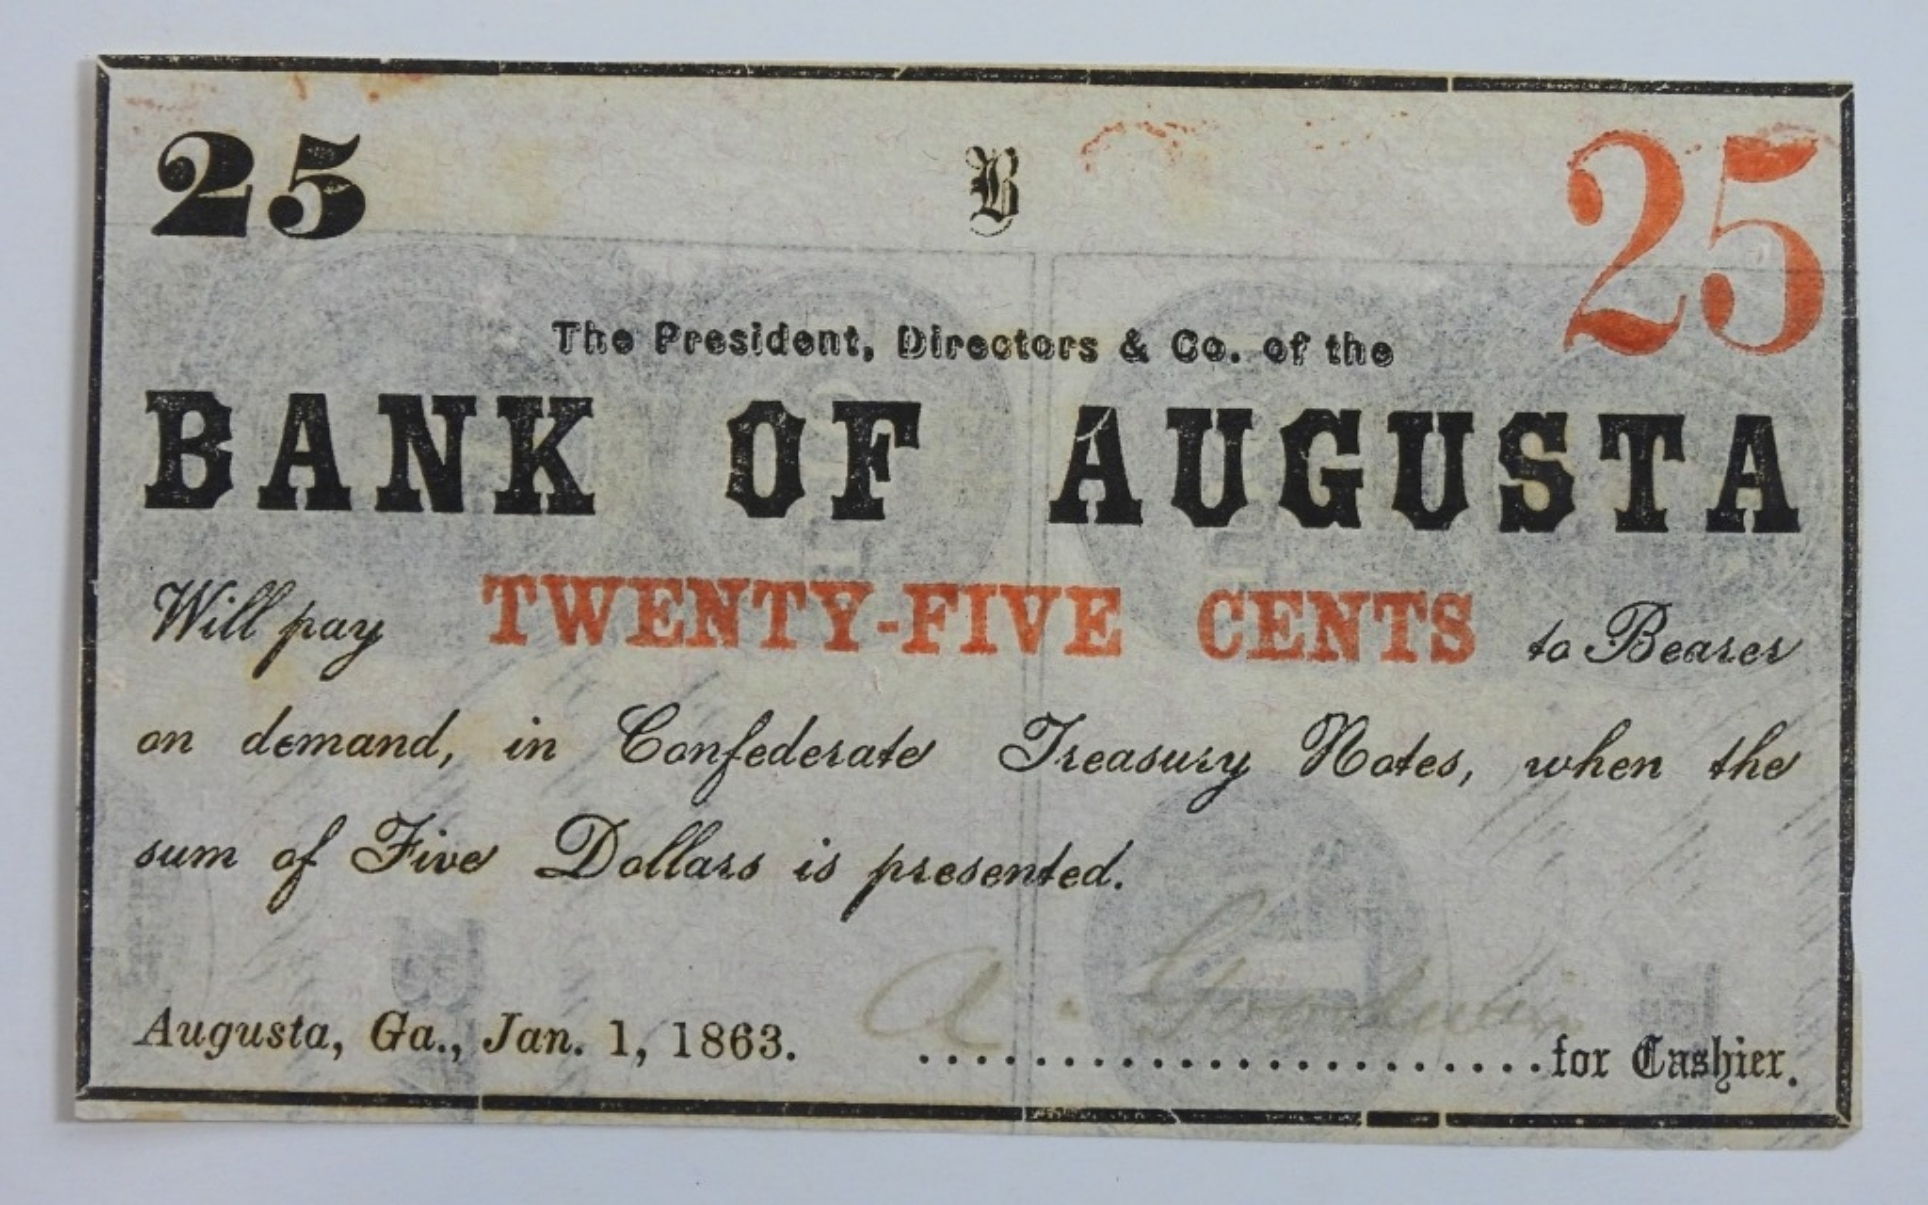 25 B 25
The President, Directors & Co. of the
BANK OF AUGUSTA
Will pay TWENTY-FIVE CENTS to Bearer
on demand, in Confederate Treasury Notes, when the
sum of Five Dollars is presented.
A. Goodwin
Augusta, Ga., Jan. 1, 1863. ........................for Cashier.